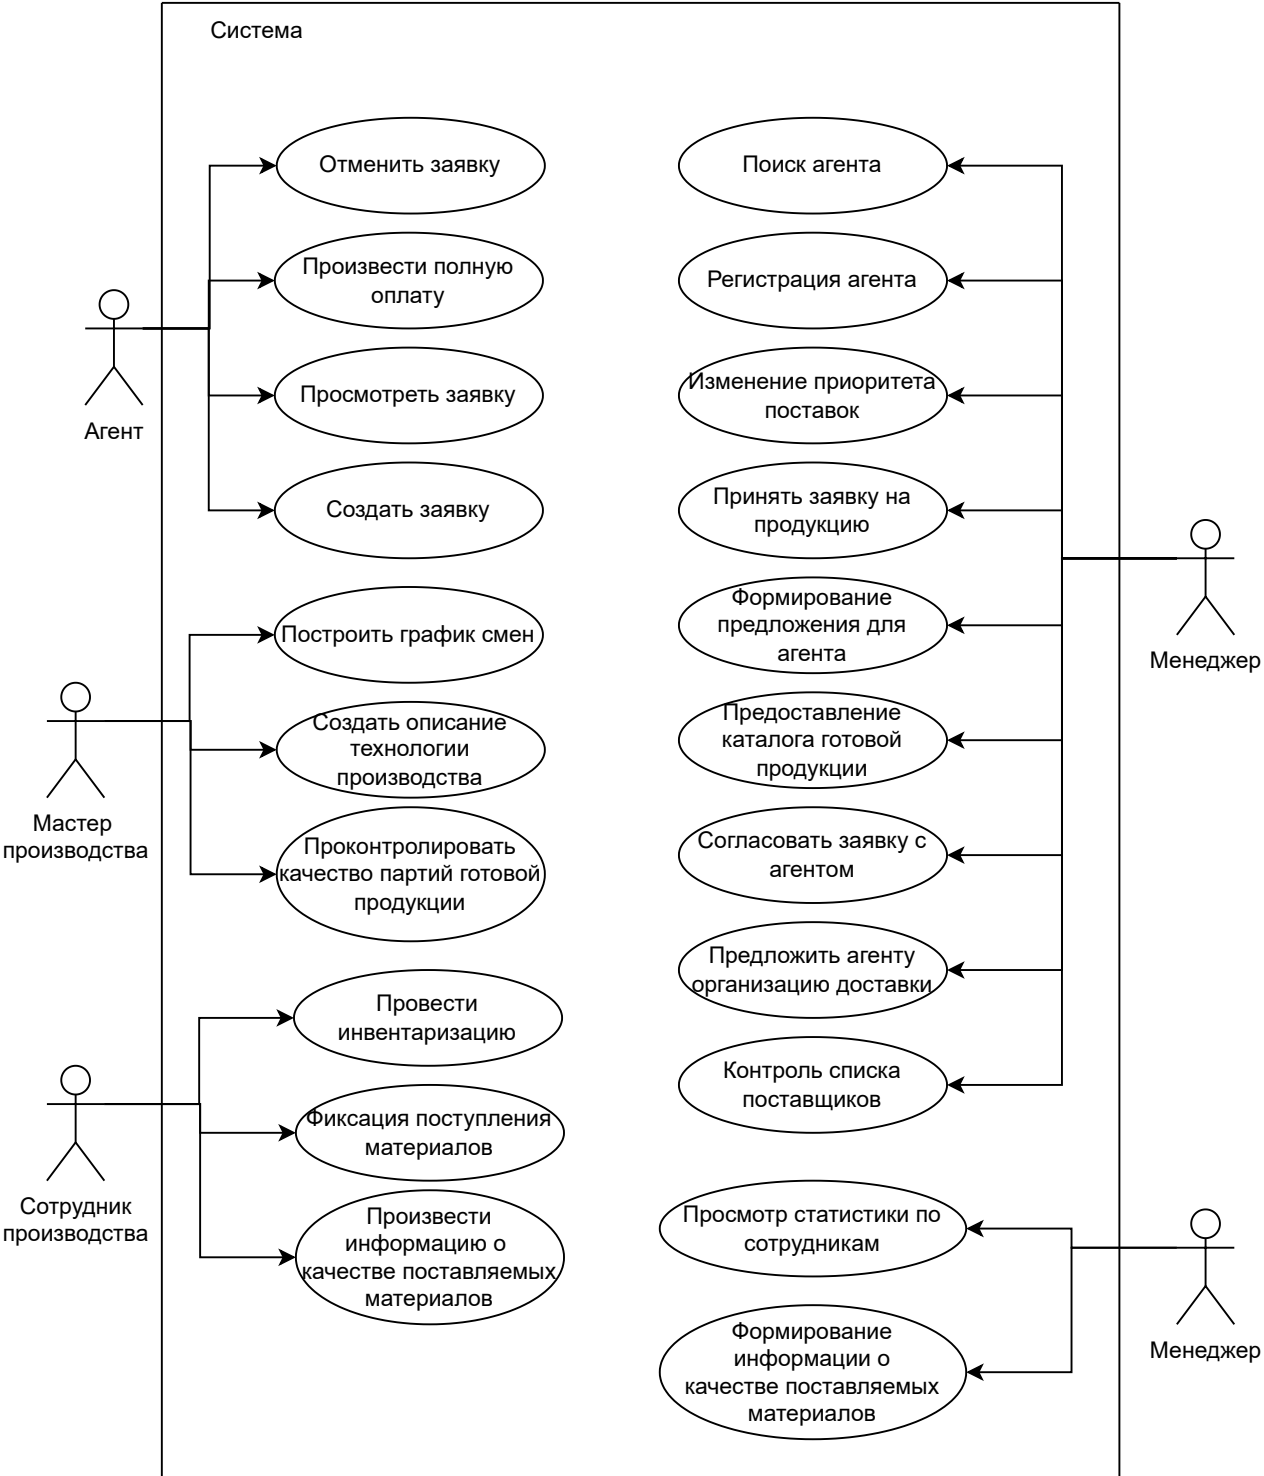 Система
Отменить заявку
Произвести полную
оплату
Просмотреть заявку
Создать заявку
Агент
Построить график смен
Создать описание
технологии
производства
Проконтролировать
качество партий готовой
продукции
Мастер
производства
Провести
инвентаризацию
Фиксация поступления
материалов
Произвести
информацию о
качестве поставляемых
материалов
Сотрудник
производства
Поиск агента
Регистрация агента
Изменение приоритета
поставок
Принять заявку на
продукцию
Формирование
предложения для
агента
Предоставление
каталога готовой
продукции
Согласовать заявку с
агентом
Предложить агенту
организацию доставки
Контроль списка
поставщиков
Менеджер
Просмотр статистики по
сотрудникам
Формирование
информации о
качестве поставляемых
материалов
Менеджер